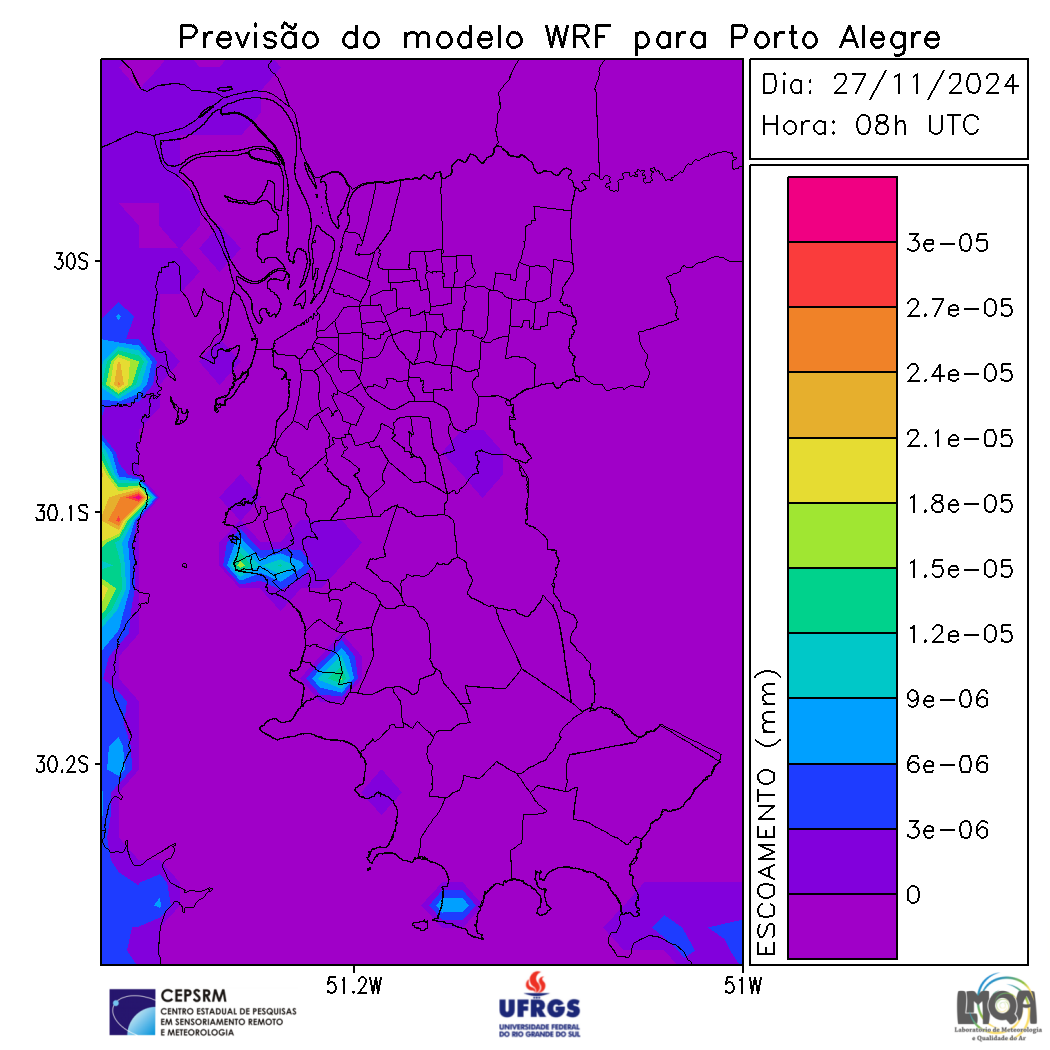 Previsão do modelo WRF para Porto Alegre
Dia: 27/11/2024
Hora: 08h UTC
30S
30.1S
30.2S
51.2W
51W
ESCOAMENTO (mm)
3e-05
2.7e-05
2.4e-05
2.1e-05
1.8e-05
1.5e-05
1.2e-05
9e-06
6e-06
3e-06
0
CEPSRM
CENTRO ESTADUAL DE PESQUISAS
EM SENSORIAMENTO REMOTO
E METEOROLOGIA
UFRGS
UNIVERSIDADE FEDERAL
DO RIO GRANDE DO SUL
LMQA
Laboratório de Meteorologia
e Qualidade do Ar